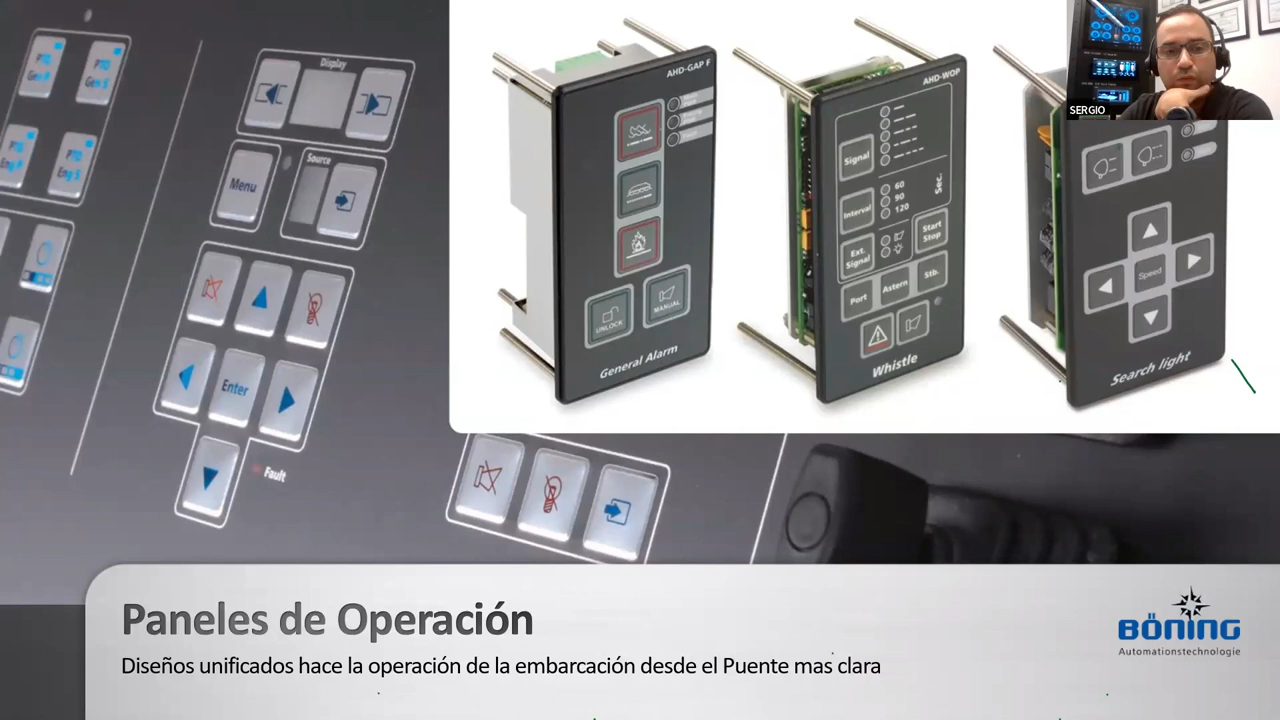 PTO
Gen P
PTO
Gen S
PTO
Eng P
PTO
Eng S
Display
Menu
Source
Enter
Fault
AHD-GAP F
UNLOCK
MANUAL
General Alarm
AHD-WOP
Signal
Interval
60
90
120
Sec.
Ext.
Signal
Start
Stop
Port
Astern
Stb.
Whistle
SERGIO
Speed
Search light
Paneles de Operación
Diseños unificados hace la operación de la embarcación desde el Puente mas clara
BÖNING
Automationstechnologie